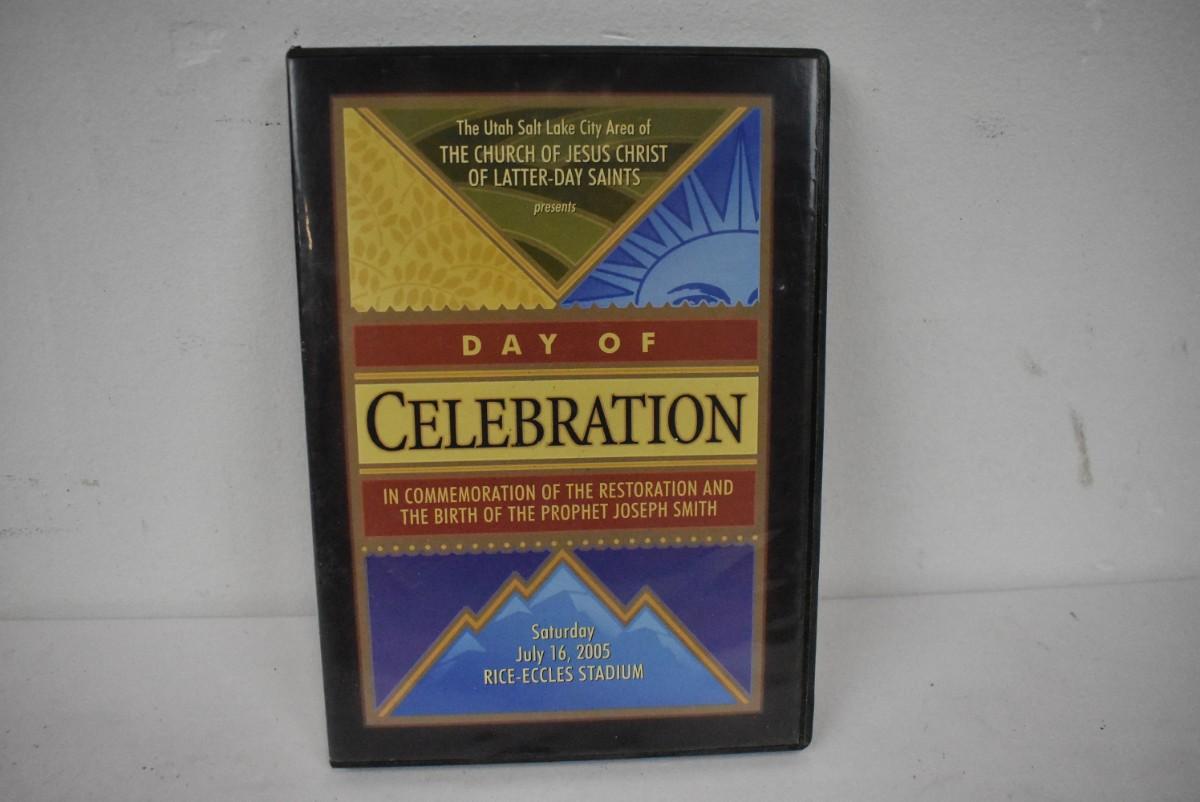 The Utah Salt Lake City Area of
THE CHURCH OF JESUS CHRIST
OF LATTER-DAY SAINTS
presents
DAY OF
CELEBRATION
IN COMMEMORATION OF THE RESTORATION AND
THE BIRTH OF THE PROPHET JOSEPH SMITH
Saturday
July 16, 2005
RICE-ECCLES STADIUM